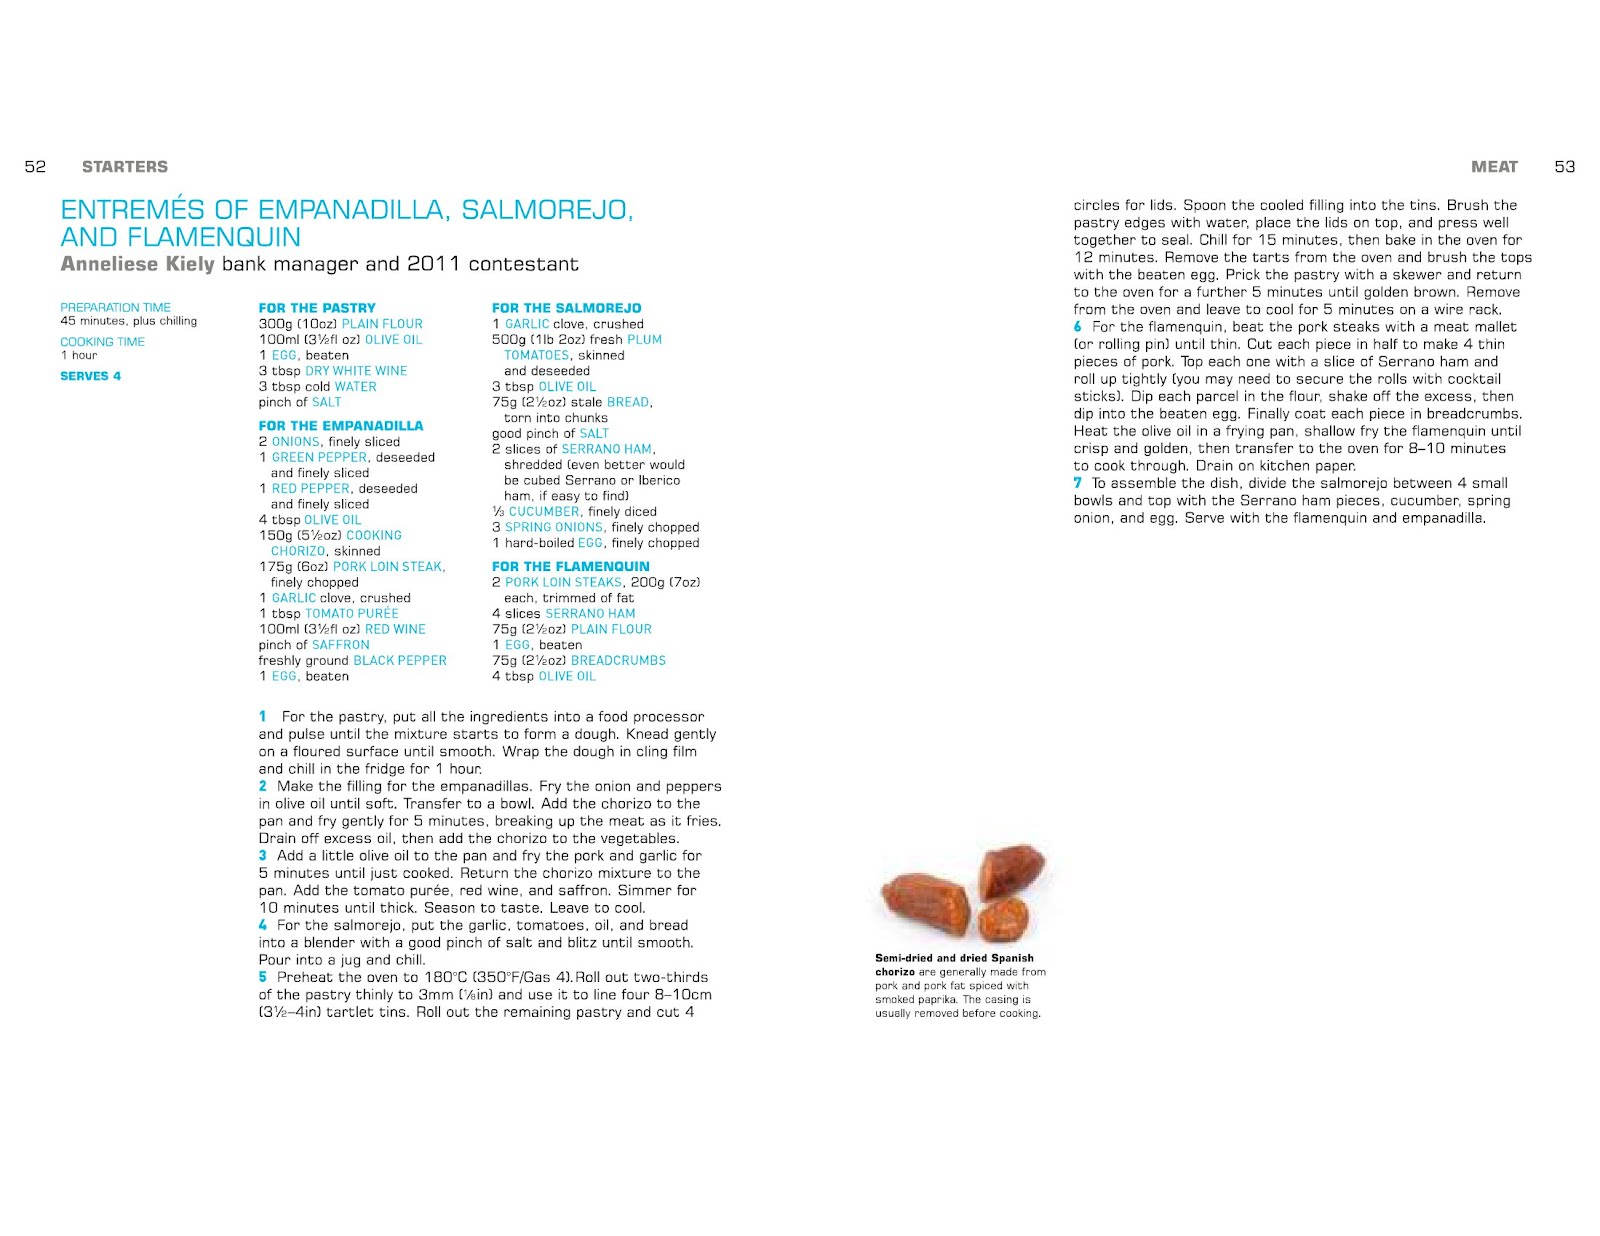 52 STARTERS
ENTREMÉS OF EMPANADILLA, SALMOREJO,
AND FLAMENQUIN
Anneliese Kiely bank manager and 2011 contestant
PREPARATION TIME
45 minutes, plus chilling
COOKING TIME
1 hour
SERVES 4
FOR THE PASTRY
300g (10oz) PLAIN FLOUR
100ml (3½fl oz) OLIVE OIL
1 EGG, beaten
3 tbsp DRY WHITE WINE
3 tbsp cold WATER
pinch of SALT
FOR THE EMPANADILLA
2 ONIONS, finely sliced
1 GREEN PEPPER, deseeded
and finely sliced
1 RED PEPPER, deseeded
and finely sliced
4 tbsp OLIVE OIL
150g (5½oz) COOKING
CHORIZO, skinned
175g (6oz) PORK LOIN STEAK,
finely chopped
1 GARLIC clove, crushed
1 tbsp TOMATO PURÉE
100ml (3½fl oz) RED WINE
pinch of SAFFRON
freshly ground BLACK PEPPER
1 EGG, beaten
FOR THE SALMOREJO
1 GARLIC clove, crushed
500g (1lb 2oz) fresh PLUM
TOMATOES, skinned
and deseeded
3 tbsp OLIVE OIL
75g (2½oz) stale BREAD,
torn into chunks
good pinch of SALT
2 slices of SERRANO HAM,
shredded (even better would
be cubed Serrano or Iberico
ham, if easy to find)
⅓ CUCUMBER, finely diced
3 SPRING ONIONS, finely chopped
1 hard-boiled EGG, finely chopped
FOR THE FLAMENQUIN
2 PORK LOIN STEAKS, 200g (7oz)
each, trimmed of fat
4 slices SERRANO HAM
75g (2½oz) PLAIN FLOUR
1 EGG, beaten
75g (2½oz) BREADCRUMBS
4 tbsp OLIVE OIL
1 For the pastry, put all the ingredients into a food processor
and pulse until the mixture starts to form a dough. Knead gently
on a floured surface until smooth. Wrap the dough in cling film
and chill in the fridge for 1 hour.
2 Make the filling for the empanadillas. Fry the onion and peppers
in olive oil until soft. Transfer to a bowl. Add the chorizo to the
pan and fry gently for 5 minutes, breaking up the meat as it fries.
Drain off excess oil, then add the chorizo to the vegetables.
3 Add a little olive oil to the pan and fry the pork and garlic for
5 minutes until just cooked. Return the chorizo mixture to the
pan. Add the tomato purée, red wine, and saffron. Simmer for
10 minutes until thick. Season to taste. Leave to cool.
4 For the salmorejo, put the garlic, tomatoes, oil, and bread
into a blender with a good pinch of salt and blitz until smooth.
Pour into a jug and chill.
5 Preheat the oven to 180°C (350°F/Gas 4). Roll out two-thirds
of the pastry thinly to 3mm (⅛in) and use it to line four 8–10cm
(3½–4in) tartlet tins. Roll out the remaining pastry and cut 4
MEAT 53
circles for lids. Spoon the cooled filling into the tins. Brush the
pastry edges with water, place the lids on top, and press well
together to seal. Chill for 15 minutes, then bake in the oven for
12 minutes. Remove the tarts from the oven and brush the tops
with the beaten egg. Prick the pastry with a skewer and return
to the oven for a further 5 minutes until golden brown. Remove
from the oven and leave to cool for 5 minutes on a wire rack.
6 For the flamenquin, beat the pork steaks with a meat mallet
(or rolling pin) until thin. Cut each piece in half to make 4 thin
pieces of pork. Top each one with a slice of Serrano ham and
roll up tightly (you may need to secure the rolls with cocktail
sticks). Dip each parcel in the flour, shake off the excess, then
dip into the beaten egg. Finally coat each piece in breadcrumbs.
Heat the olive oil in a frying pan, shallow fry the flamenquin until
crisp and golden, then transfer to the oven for 8–10 minutes
to cook through. Drain on kitchen paper.
7 To assemble the dish, divide the salmorejo between 4 small
bowls and top with the Serrano ham pieces, cucumber, spring
onion, and egg. Serve with the flamenquin and empanadilla.
Semi-dried and dried Spanish
chorizo are generally made from
pork and pork fat spiced with
smoked paprika. The casing is
usually removed before cooking.